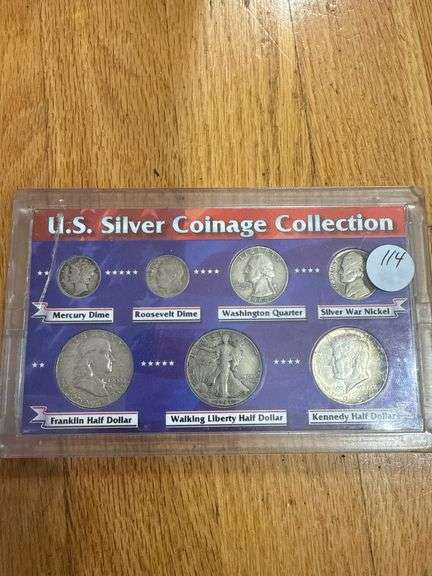 U.S. Silver Coinage Collection
114
Mercury Dime
Roosevelt Dime
Washington Quarter
Silver War Nickel
Franklin Half Dollar
Walking Liberty Half Dollar
Kennedy Half Dollar